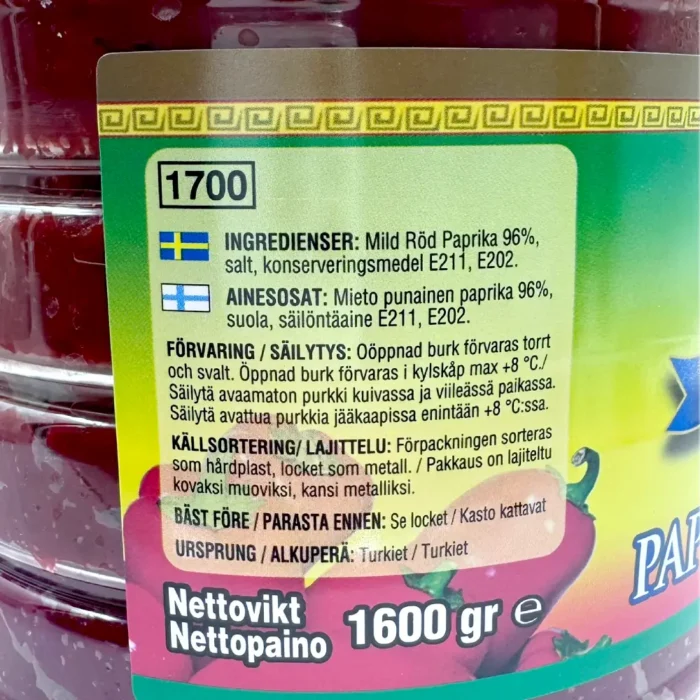 1700
INGREDIENSER: Mild Röd Paprika 96%,
salt, konserveringsmedel E211, E202.
AINESOSAT: Mieto punainen paprika 96%,
suola, säilöntäaine E211, E202.
FÖRVARING / SÄILYTYS: Oöppnad burk förvaras torrt
och svalt. Öppnad burk förvaras i kylskåp max +8 °C./
Säilytä avaamaton purkki kuivassa ja viileässä paikassa.
Säilytä avattua purkkia jääkaapissa enintään +8 °C:ssa.
KÄLLSORTERING/ LAJITTELU: Förpackningen sorteras
som hårdplast, locket som metall. / Pakkaus on lajiteltu
kovaksi muoviksi, kansi metalliksi.
BÄST FÖRE / PARASTA ENNEN: Se locket / Kasto kattavat
URSPRUNG / ALKUPERÄ: Turkiet / Turkiet
Nettovikt
Nettopaino
1600 gr e